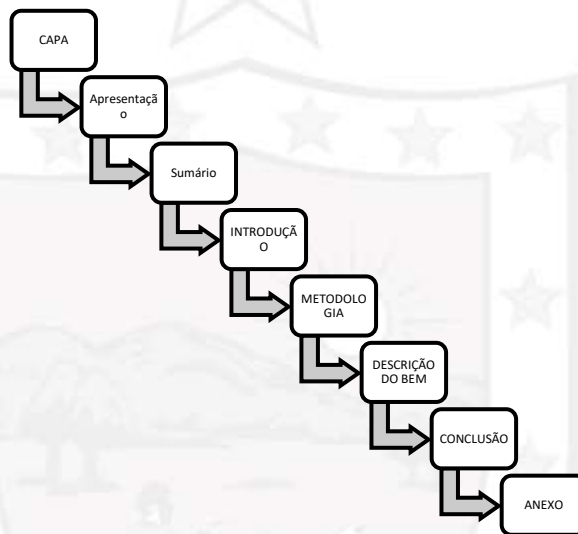 CAPA
Apresentaçã
o
Sumário
INTRODUÇÃ
O
METODOLO
GIA
DESCRIÇÃO
DO BEM
CONCLUSÃO
ANEXO